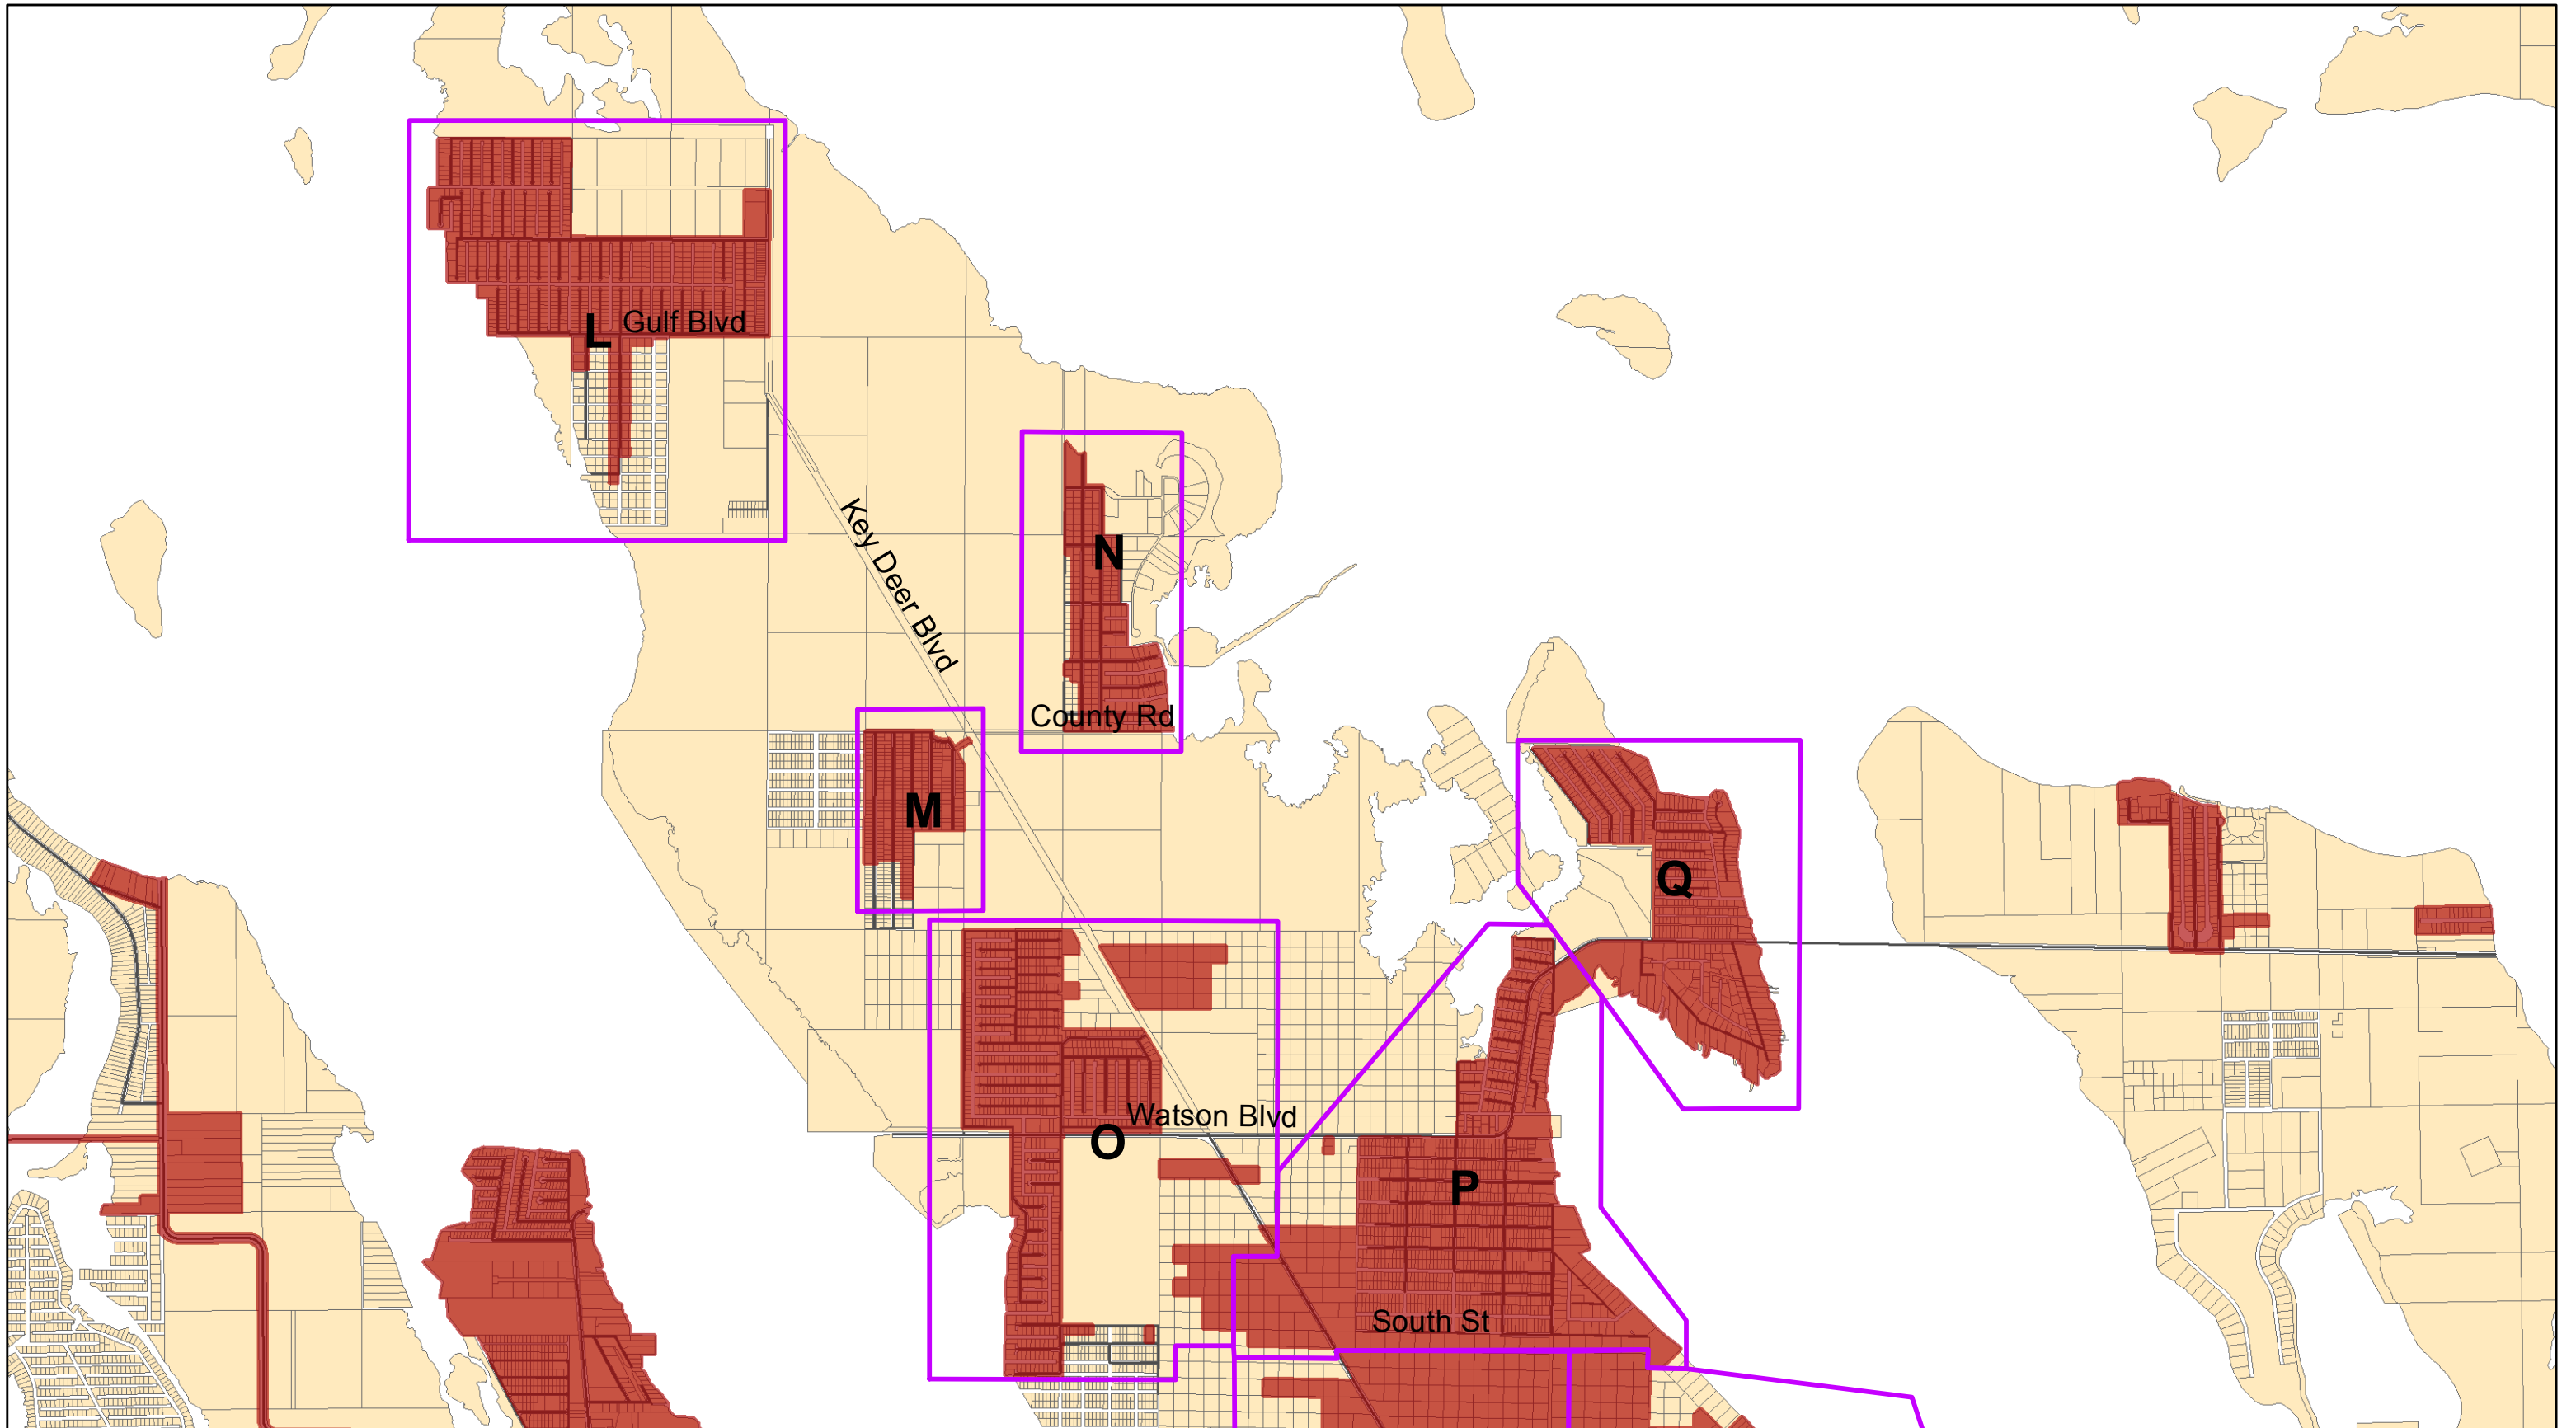 L
Gulf Blvd
Key Deer Blvd
N
County Rd
M
Q
Watson Blvd
O
P
South St